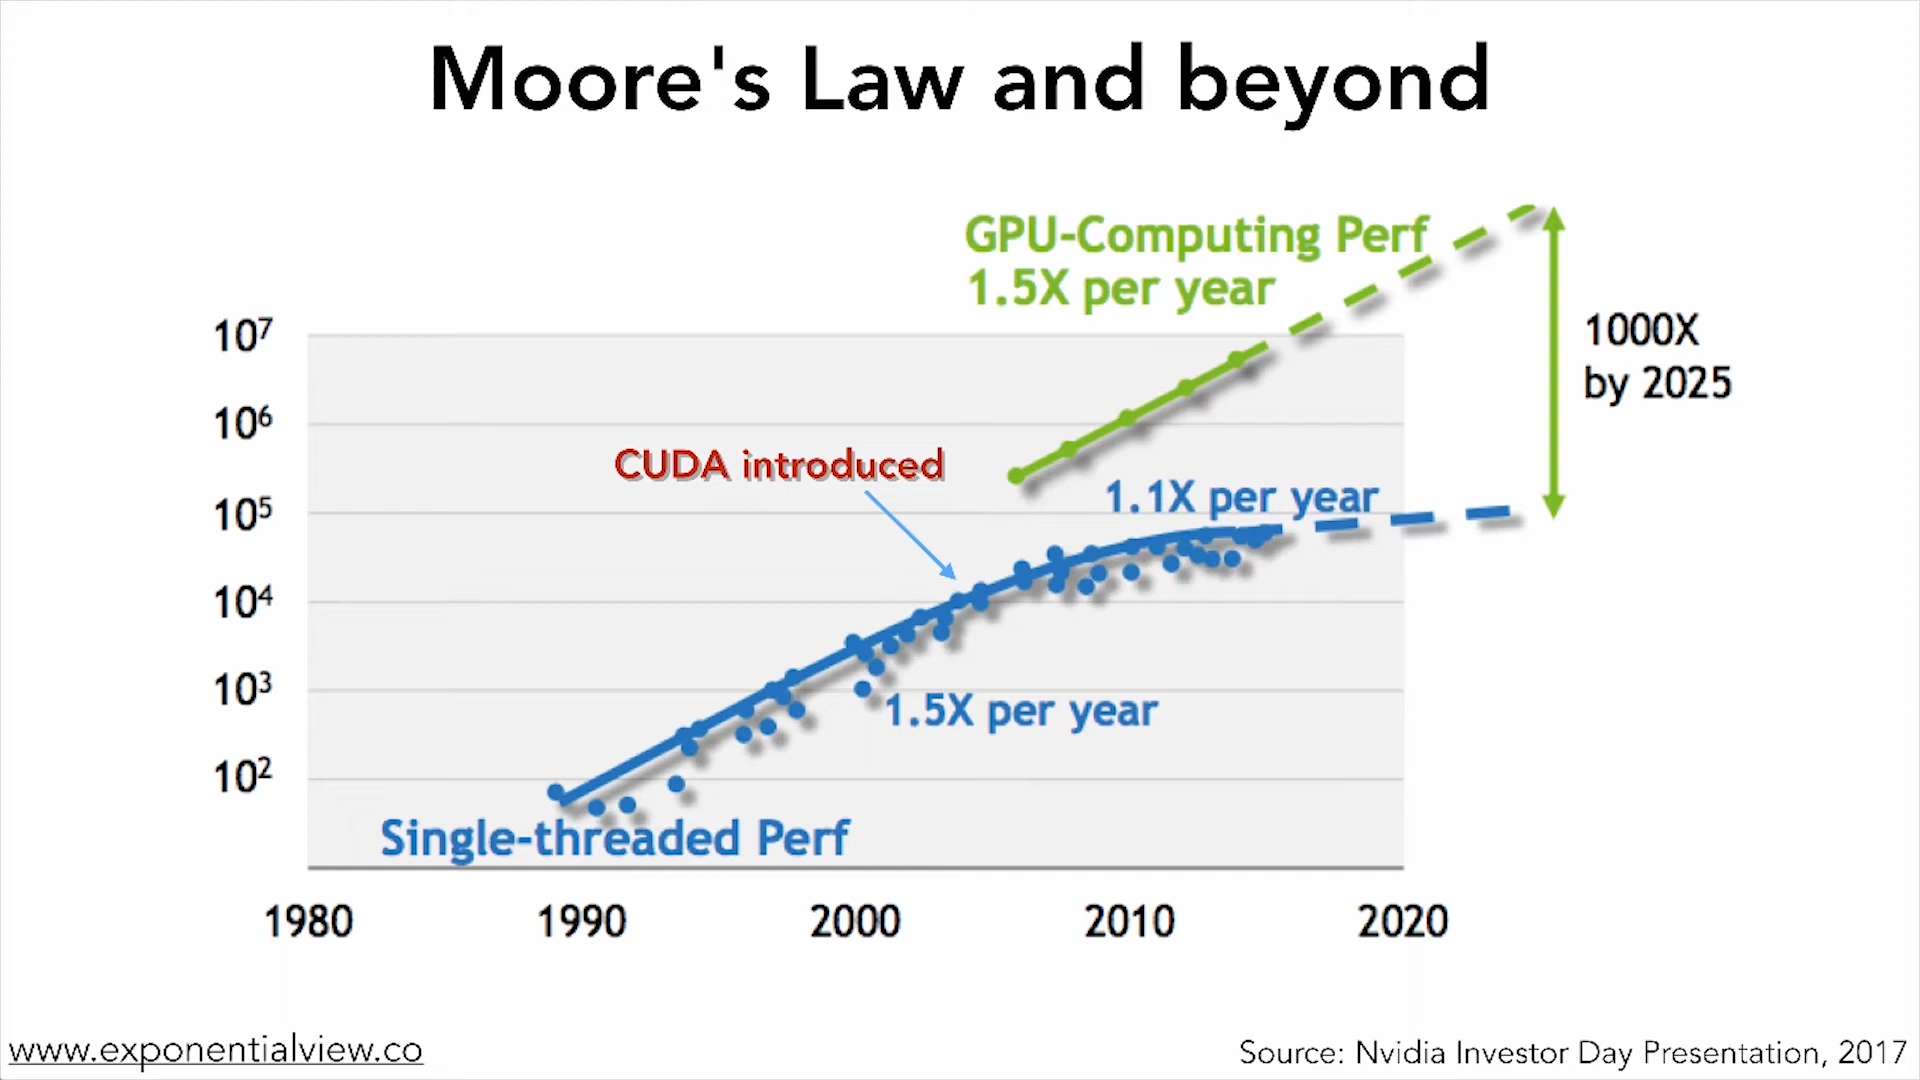 Moore's Law and beyond
GPU-Computing Perf
1.5X per year
10⁷
1000X
by 2025
10⁶
CUDA introduced
1.1X per year
10⁵
10⁴
10³
1.5X per year
10²
Single-threaded Perf
1980 1990 2000 2010 2020
www.exponentialview.co
Source: Nvidia Investor Day Presentation, 2017